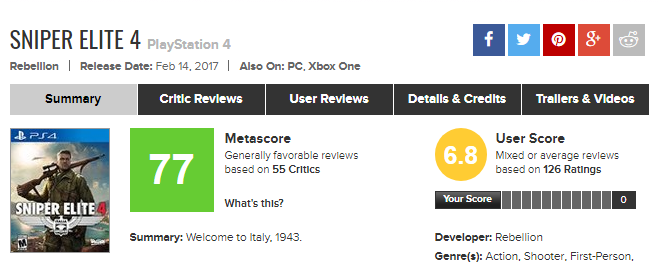 SNIPER ELITE 4 PlayStation 4
Rebellion | Release Date: Feb 14, 2017 | Also On: PC, Xbox One
Summary Critic Reviews User Reviews Details & Credits Trailers & Videos
PS4
SNIPER ELITE 4
M
77
Metascore
Generally favorable reviews
based on 55 Critics
What's this?
Summary: Welcome to Italy, 1943.
6.8
User Score
Mixed or average reviews
based on 126 Ratings
Your Score 0
Developer: Rebellion
Genre(s): Action, Shooter, First-Person,